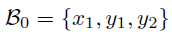 𝓑₀ = {x₁, y₁, y₂}